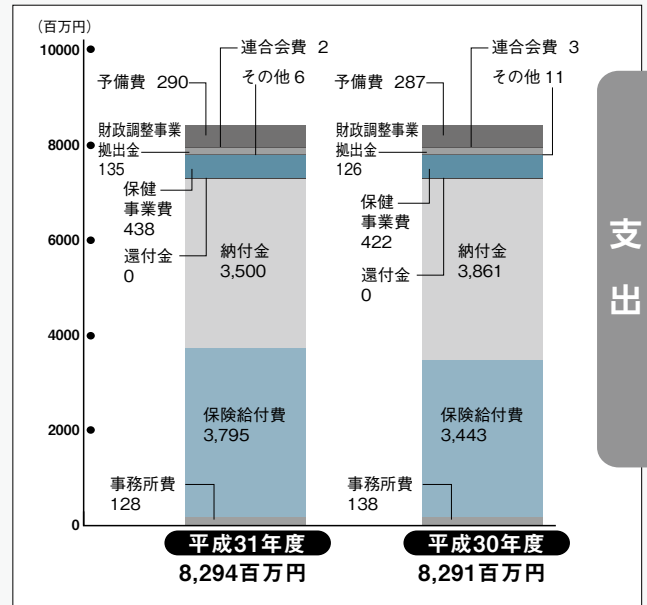 （百万円）
10000
8000
6000
4000
2000
0
連合会費 2
その他 6
予備費 290
財政調整事業
拠出金
135
保健
事業費
438
還付金
0
納付金
3,500
保険給付費
3,795
事務所費
128
平成31年度
8,294百万円
連合会費 3
その他 11
予備費 287
財政調整事業
拠出金
126
保健
事業費
422
還付金
0
納付金
3,861
保険給付費
3,443
事務所費
138
平成30年度
8,291百万円
支出